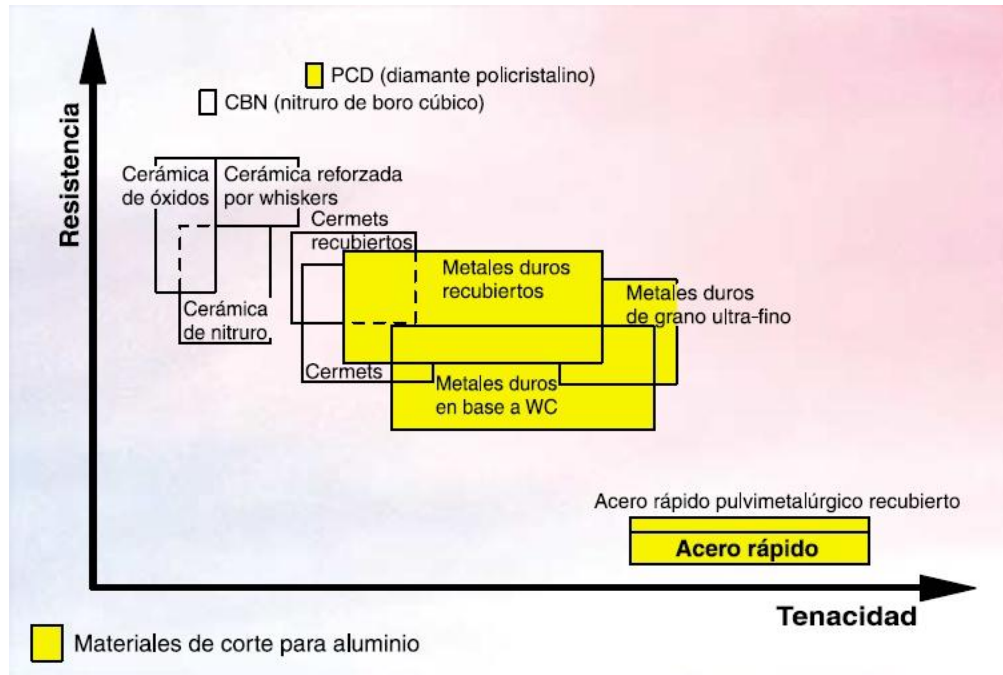 PCD (diamante policristalino)
CBN (nitruro de boro cúbico)
Resistencia
Cerámica
de óxidos
Cerámica reforzada
por whiskers
Cermets
recubiertos
Metales duros
recubiertos
Metales duros
de grano ultra-fino
Cerámica
de nitruro
Cermets
Metales duros
en base a WC
Acero rápido pulvimetalúrgico recubierto
Acero rápido
Tenacidad
Materiales de corte para aluminio